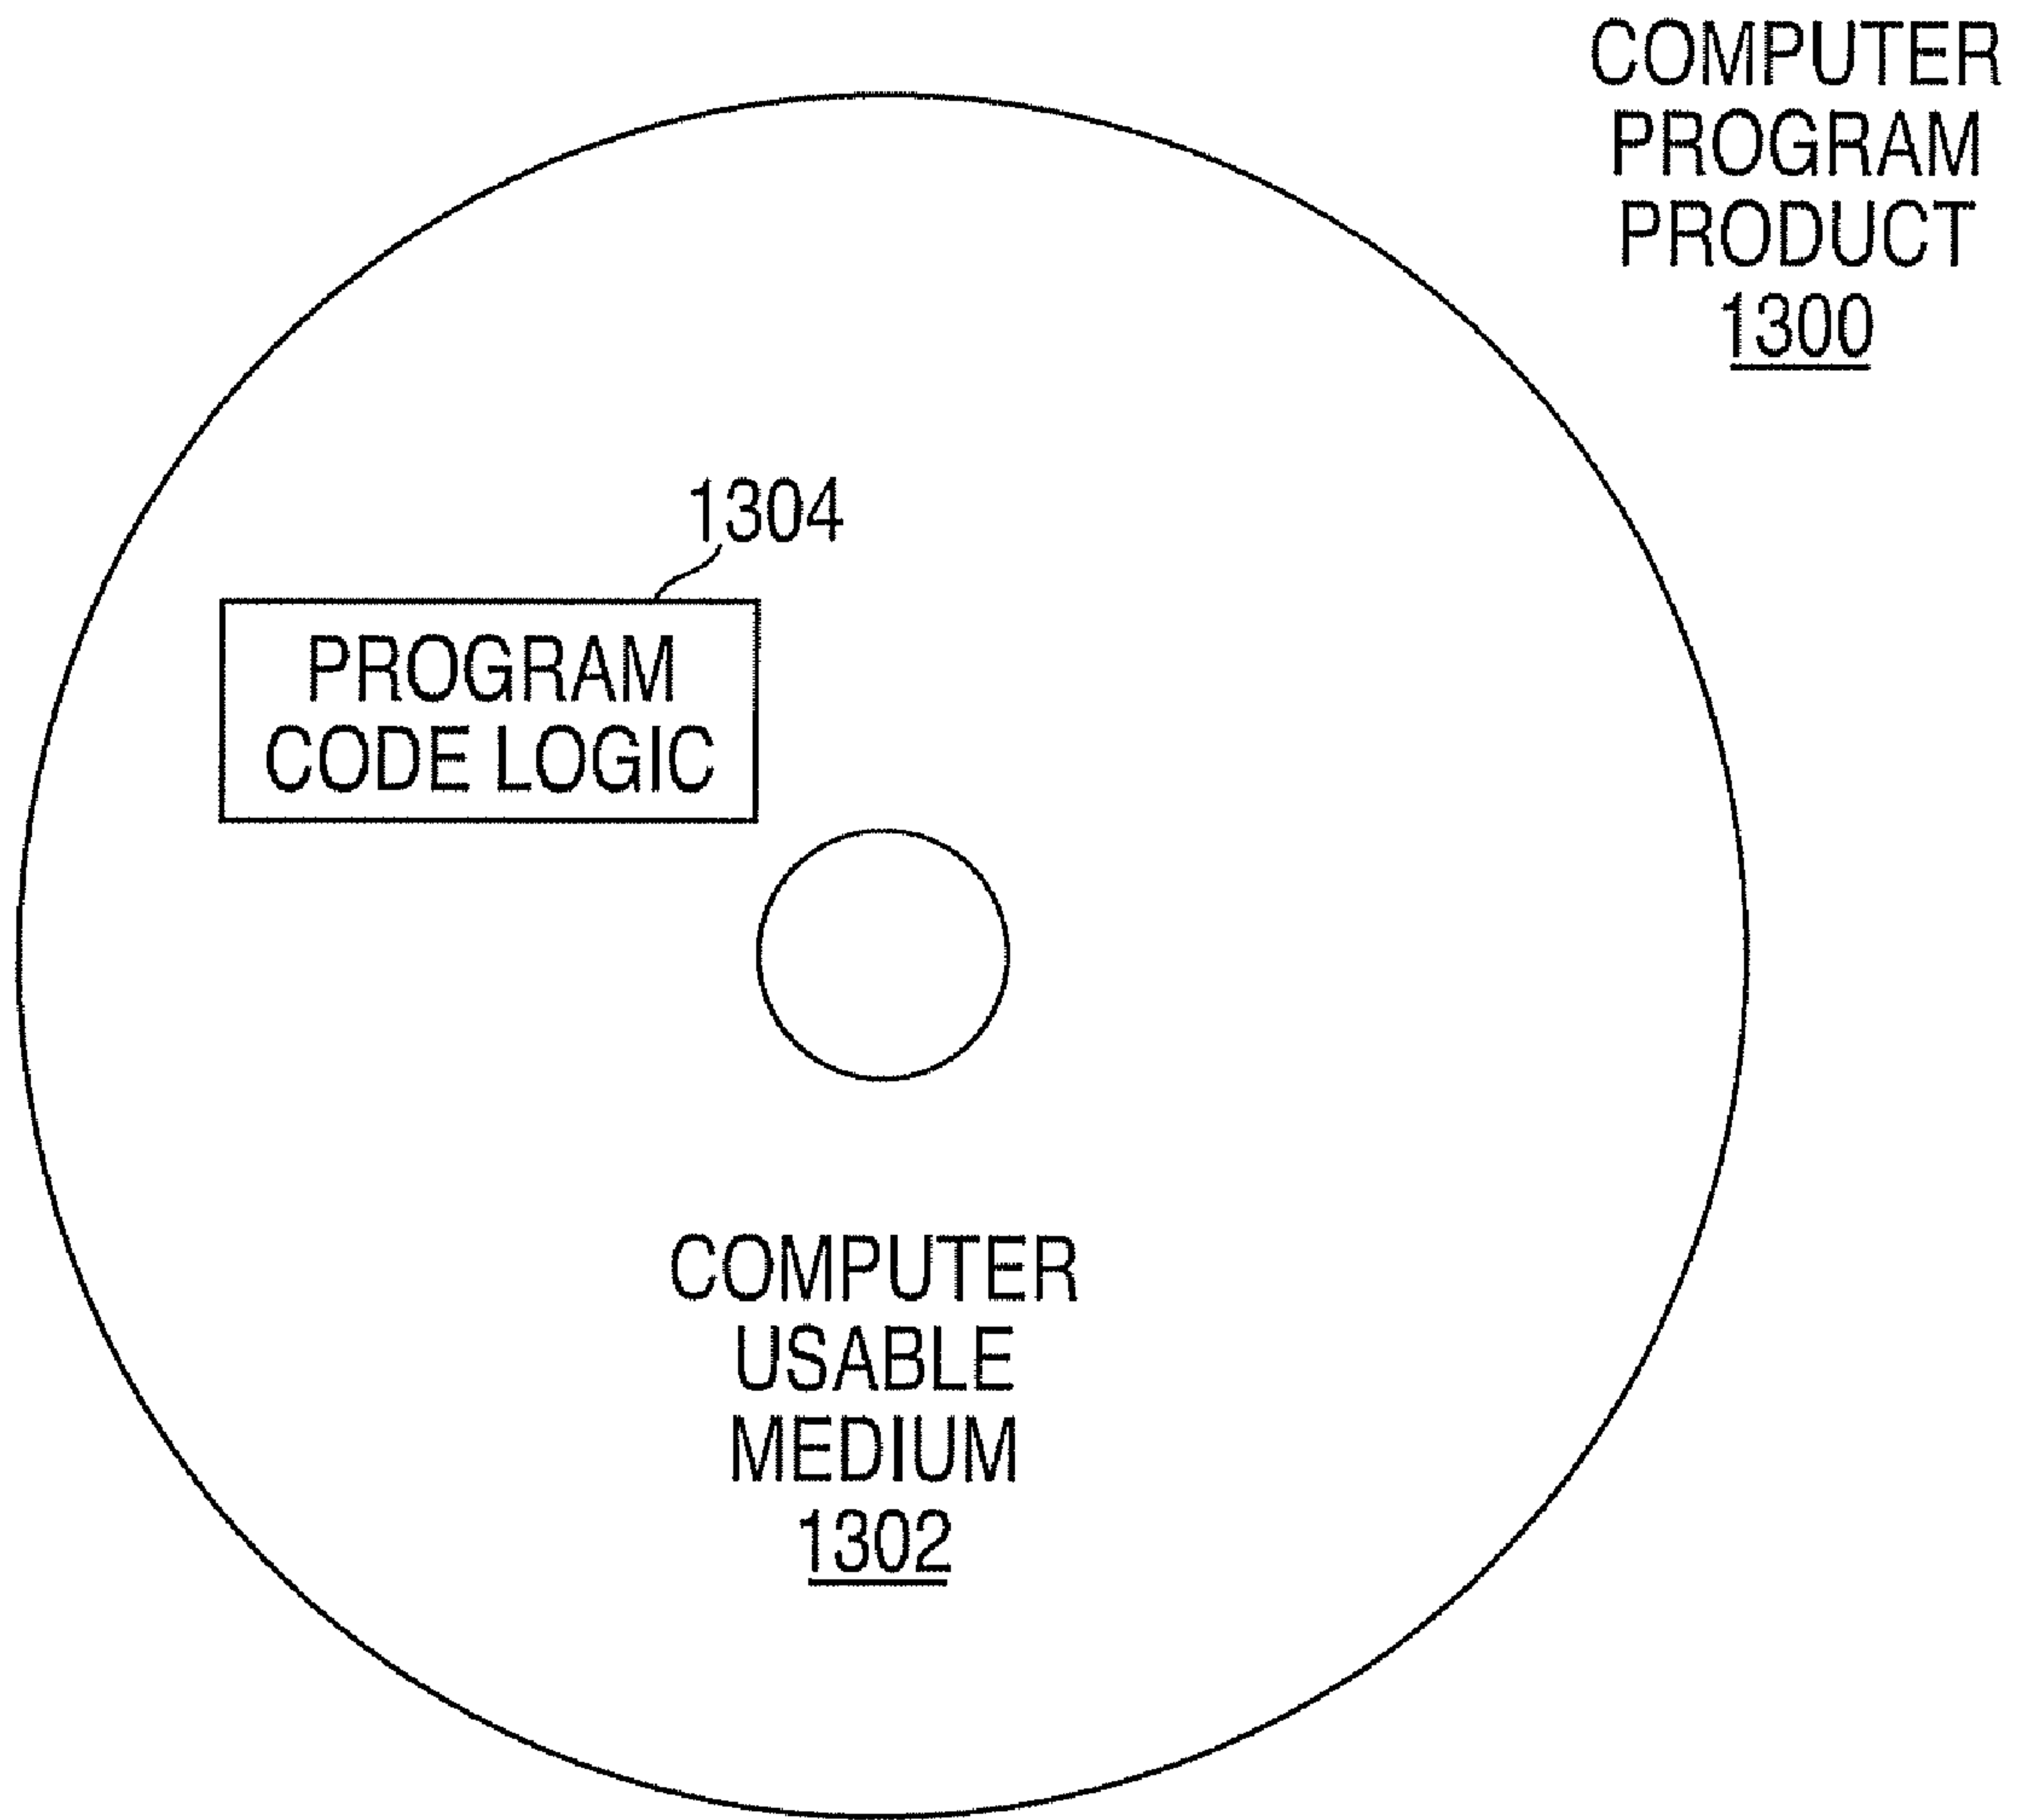 COMPUTER
PROGRAM
PRODUCT
1300
1304
PROGRAM
CODE LOGIC
COMPUTER
USABLE
MEDIUM
1302